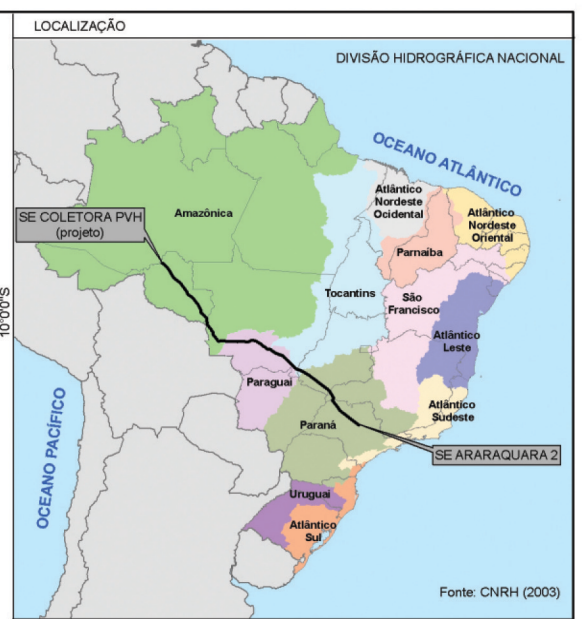 LOCALIZAÇÃO
DIVISÃO HIDROGRÁFICA NACIONAL
OCEANO ATLÂNTICO
Atlântico
Nordeste
Ocidental
SE COLETORA PVH
(projeto)
Amazônica
Atlântico
Nordeste
Oriental
Parnaíba
10°0'0"S
Tocantins
São
Francisco
Atlântico
Leste
Paraguai
Atlântico
Sudeste
Paraná
OCEANO PACÍFICO
SE ARARAQUARA 2
Uruguai
Atlântico
Sul
Fonte: CNRH (2003)